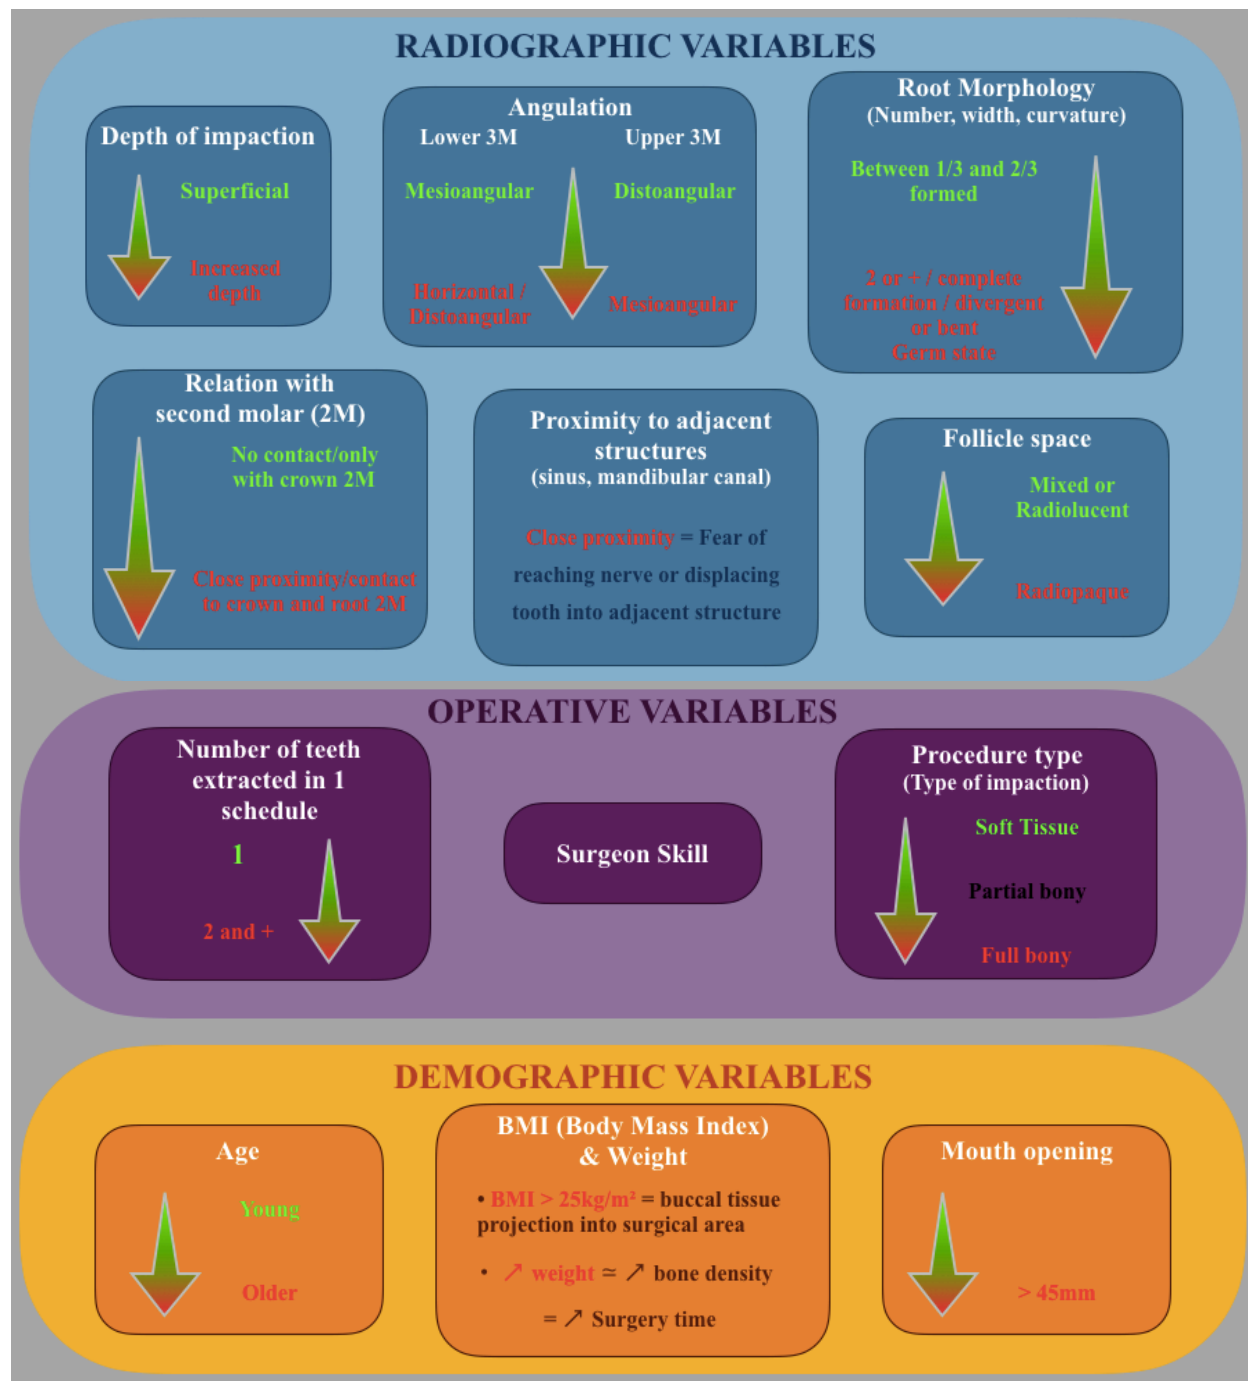 RADIOGRAPHIC VARIABLES
Depth of impaction
Superficial
Increased
depth
Angulation
Lower 3M
Upper 3M
Mesioangular
Distoangular
Horizontal /
Distoangular
Mesioangular
Root Morphology
(Number, width, curvature)
Between 1/3 and 2/3
formed
2 or + / complete
formation / divergent
or bent
Germ state
Relation with
second molar (2M)
No contact/only
with crown 2M
Close proximity/contact
to crown and root 2M
Proximity to adjacent
structures
(sinus, mandibular canal)
Close proximity = Fear of
reaching nerve or displacing
tooth into adjacent structure
Follicle space
Mixed or
Radiolucent
Radiopaque
OPERATIVE VARIABLES
Number of teeth
extracted in 1
schedule
1
2 and +
Surgeon Skill
Procedure type
(Type of impaction)
Soft Tissue
Partial bony
Full bony
DEMOGRAPHIC VARIABLES
Age
Young
Older
BMI (Body Mass Index)
& Weight
• BMI > 25kg/m² = buccal tissue
projection into surgical area
• ↗ weight ≃ ↗ bone density
= ↗ Surgery time
Mouth opening
> 45mm